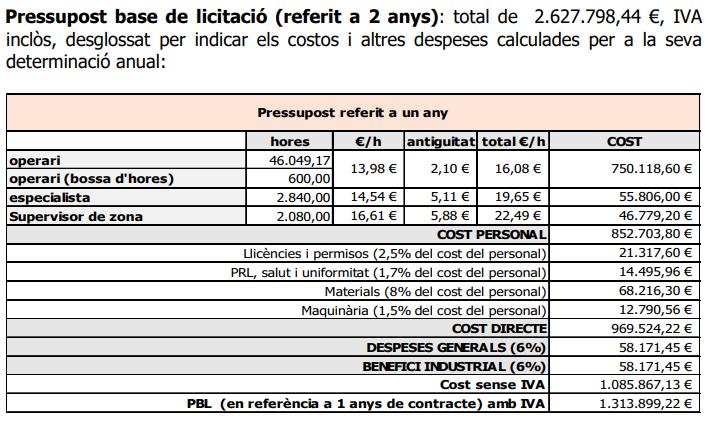 Pressupost base de licitació (referit a 2 anys): total de 2.627.798,44 €, IVA
inclòs, desglossat per indicar els costos i altres despeses calculades per a la seva
determinació anual:
Pressupost referit a un any
hores €/h antiguitat total €/h COST
operari 46.049,17 13,98 € 2,10 € 16,08 € 750.118,60 €
operari (bossa d'hores) 600,00
especialista 2.840,00 14,54 € 5,11 € 19,65 € 55.806,00 €
Supervisor de zona 2.080,00 16,61 € 5,88 € 22,49 € 46.779,20 €
COST PERSONAL 852.703,80 €
Llicències i permisos (2,5% del cost del personal) 21.317,60 €
PRL, salut i uniformitat (1,7% del cost del personal) 14.495,96 €
Materials (8% del cost del personal) 68.216,30 €
Maquinària (1,5% del cost del personal) 12.790,56 €
COST DIRECTE 969.524,22 €
DESPESES GENERALS (6%) 58.171,45 €
BENEFICI INDUSTRIAL (6%) 58.171,45 €
Cost sense IVA 1.085.867,13 €
PBL (en referència a 1 anys de contracte) amb IVA 1.313.899,22 €